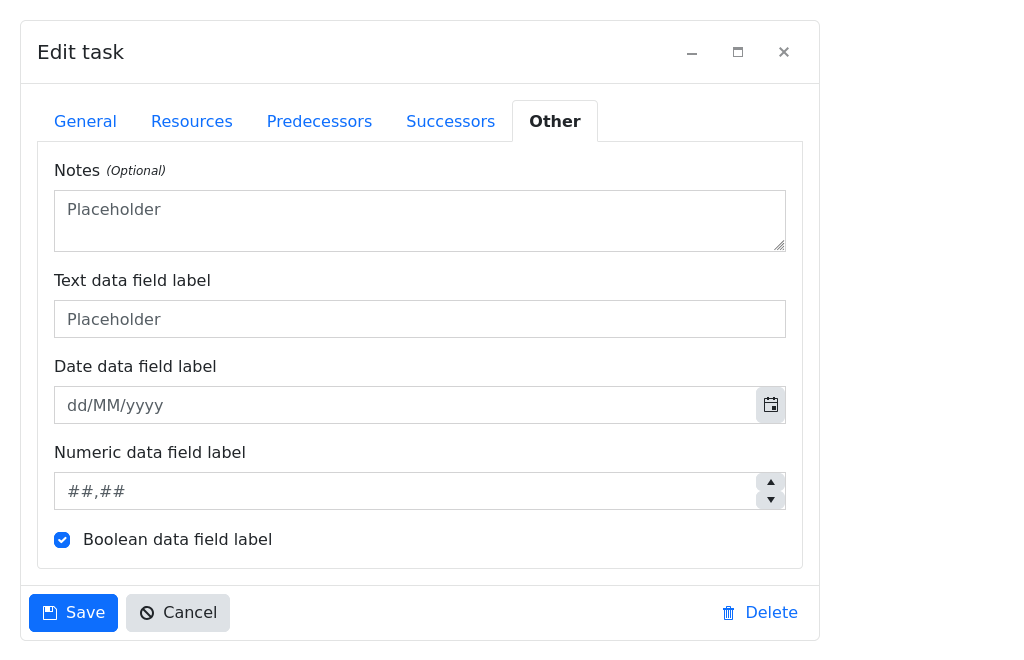 Edit task
General Resources Predecessors Successors Other
Notes (Optional)
Placeholder
Text data field label
Placeholder
Date data field label
dd/MM/yyyy
Numeric data field label
##,##
Boolean data field label
Save Cancel Delete